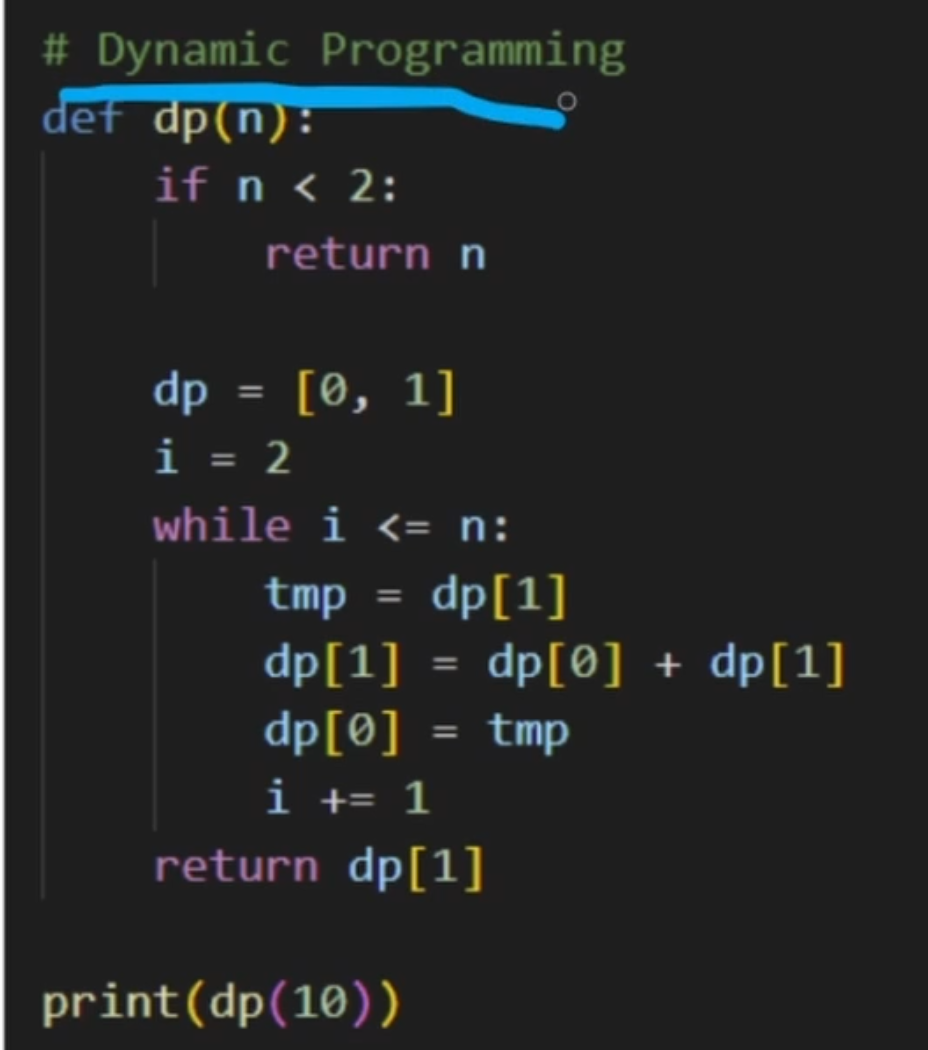 # Dynamic Programming
def dp(n):
    if n < 2:
        return n

    dp = [0, 1]
    i = 2
    while i <= n:
        tmp = dp[1]
        dp[1] = dp[0] + dp[1]
        dp[0] = tmp
        i += 1
    return dp[1]

print(dp(10))